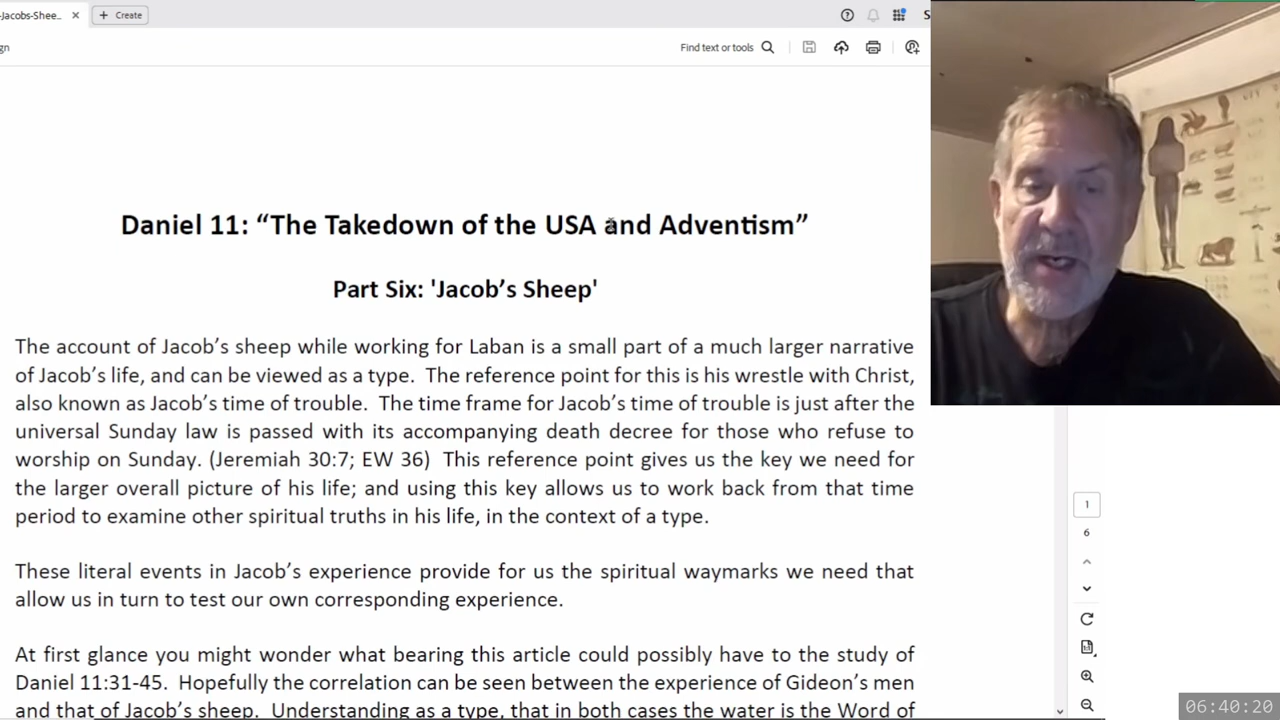 -Jacobs-Shee...
Create
gn
Find text or tools
Daniel 11: “The Takedown of the USA and Adventism”
Part Six: 'Jacob’s Sheep'
The account of Jacob’s sheep while working for Laban is a small part of a much larger narrative
of Jacob’s life, and can be viewed as a type.  The reference point for this is his wrestle with Christ,
also known as Jacob’s time of trouble.  The time frame for Jacob’s time of trouble is just after the
universal Sunday law is passed with its accompanying death decree for those who refuse to
worship on Sunday. (Jeremiah 30:7; EW 36)  This reference point gives us the key we need for
the larger overall picture of his life; and using this key allows us to work back from that time
period to examine other spiritual truths in his life, in the context of a type.
These literal events in Jacob’s experience provide for us the spiritual waymarks we need that
allow us in turn to test our own corresponding experience.
At first glance you might wonder what bearing this article could possibly have to the study of
Daniel 11:31-45.  Hopefully the correlation can be seen between the experience of Gideon’s men
and that of Jacob’s sheep.  Understanding as a type, that in both cases the water is the Word of
1
6
06:40:20